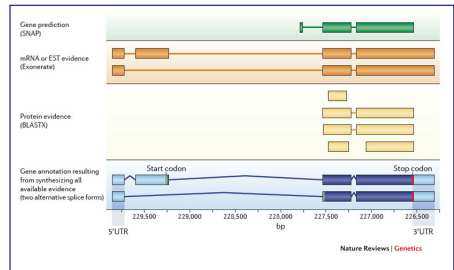 Gene prediction
(SNAP)
mRNA or EST evidence
(Exonerate)
Protein evidence
(BLASTX)
Gene annotation resulting
from synthesizing all
available evidence
(two alternative splice forms)
Start codon
Stop codon
229,500 229,000 228,500 228,000 227,500 227,000 226,500
5'UTR
bp
3'UTR
Nature Reviews | Genetics